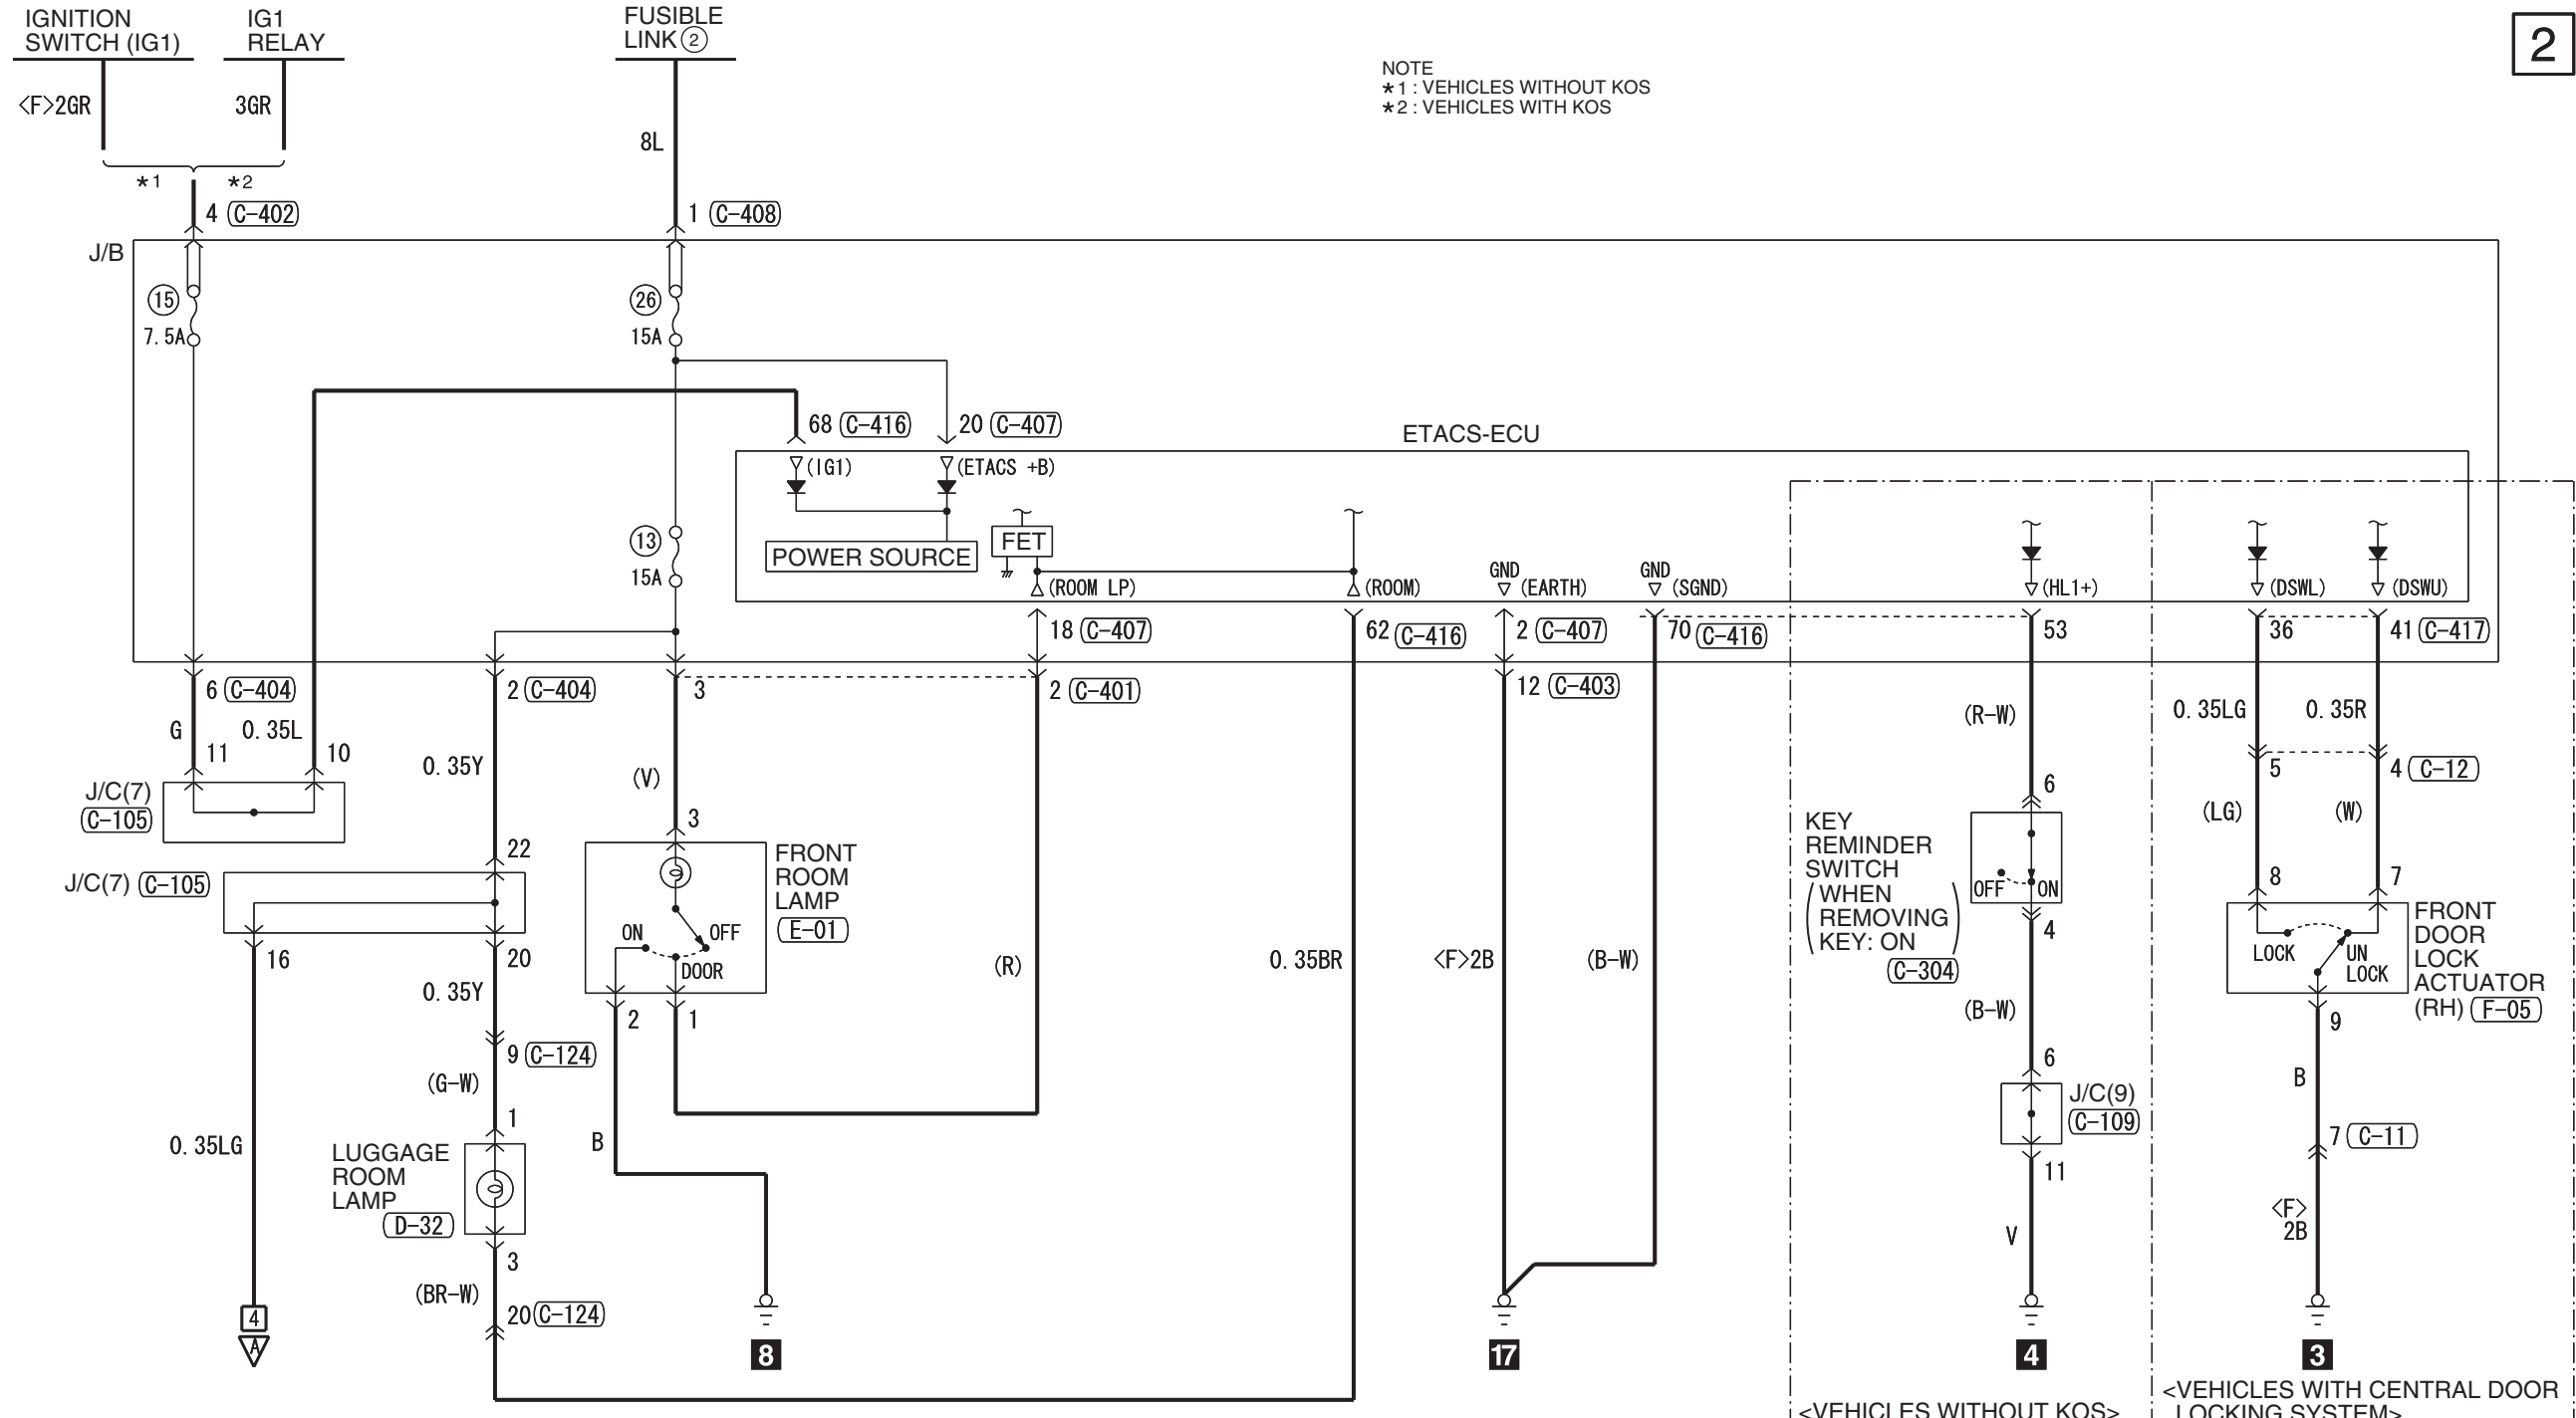 IGNITION
SWITCH (IG1)
IG1
RELAY
FUSIBLE
LINK 2
2
NOTE
*1 : VEHICLES WITHOUT KOS
*2 : VEHICLES WITH KOS
<F>2GR
3GR
8L
*1
*2
4 C-402
1 C-408
J/B
15
7.5A
26
15A
68 C-416
20 C-407
ETACS-ECU
(IG1)
(ETACS +B)
13
15A
POWER SOURCE
FET
(ROOM LP)
(ROOM)
GND
(EARTH)
GND
(SGND)
(HL1+)
(DSWL)
(DSWU)
18 C-407
62 C-416
2 C-407
70 C-416
53
36
41 C-417
6 C-404
2 C-404
3
2 C-401
12 C-403
G
0.35L
(R-W)
0.35LG
0.35R
11
10
0.35Y
(V)
5
4 C-12
J/C(7)
C-105
6
(LG)
(W)
3
22
J/C(7) C-105
FRONT
ROOM
LAMP
E-01
ON
OFF
DOOR
KEY
REMINDER
SWITCH
(WHEN
REMOVING
KEY: ON)
C-304
OFF
ON
8
7
FRONT
DOOR
LOCK
ACTUATOR
(RH) F-05
LOCK
UN
LOCK
16
20
4
(R)
0.35BR
<F>2B
(B-W)
0.35Y
2
1
(B-W)
9
9 C-124
(G-W)
6
B
1
J/C(9)
C-109
7 C-11
B
0.35LG
LUGGAGE
ROOM
LAMP
D-32
11
<F>
2B
V
3
(BR-W)
20 C-124
4
A
8
17
4
3
<VEHICLES WITHOUT KOS>
<VEHICLES WITH CENTRAL DOOR
LOCKING SYSTEM>